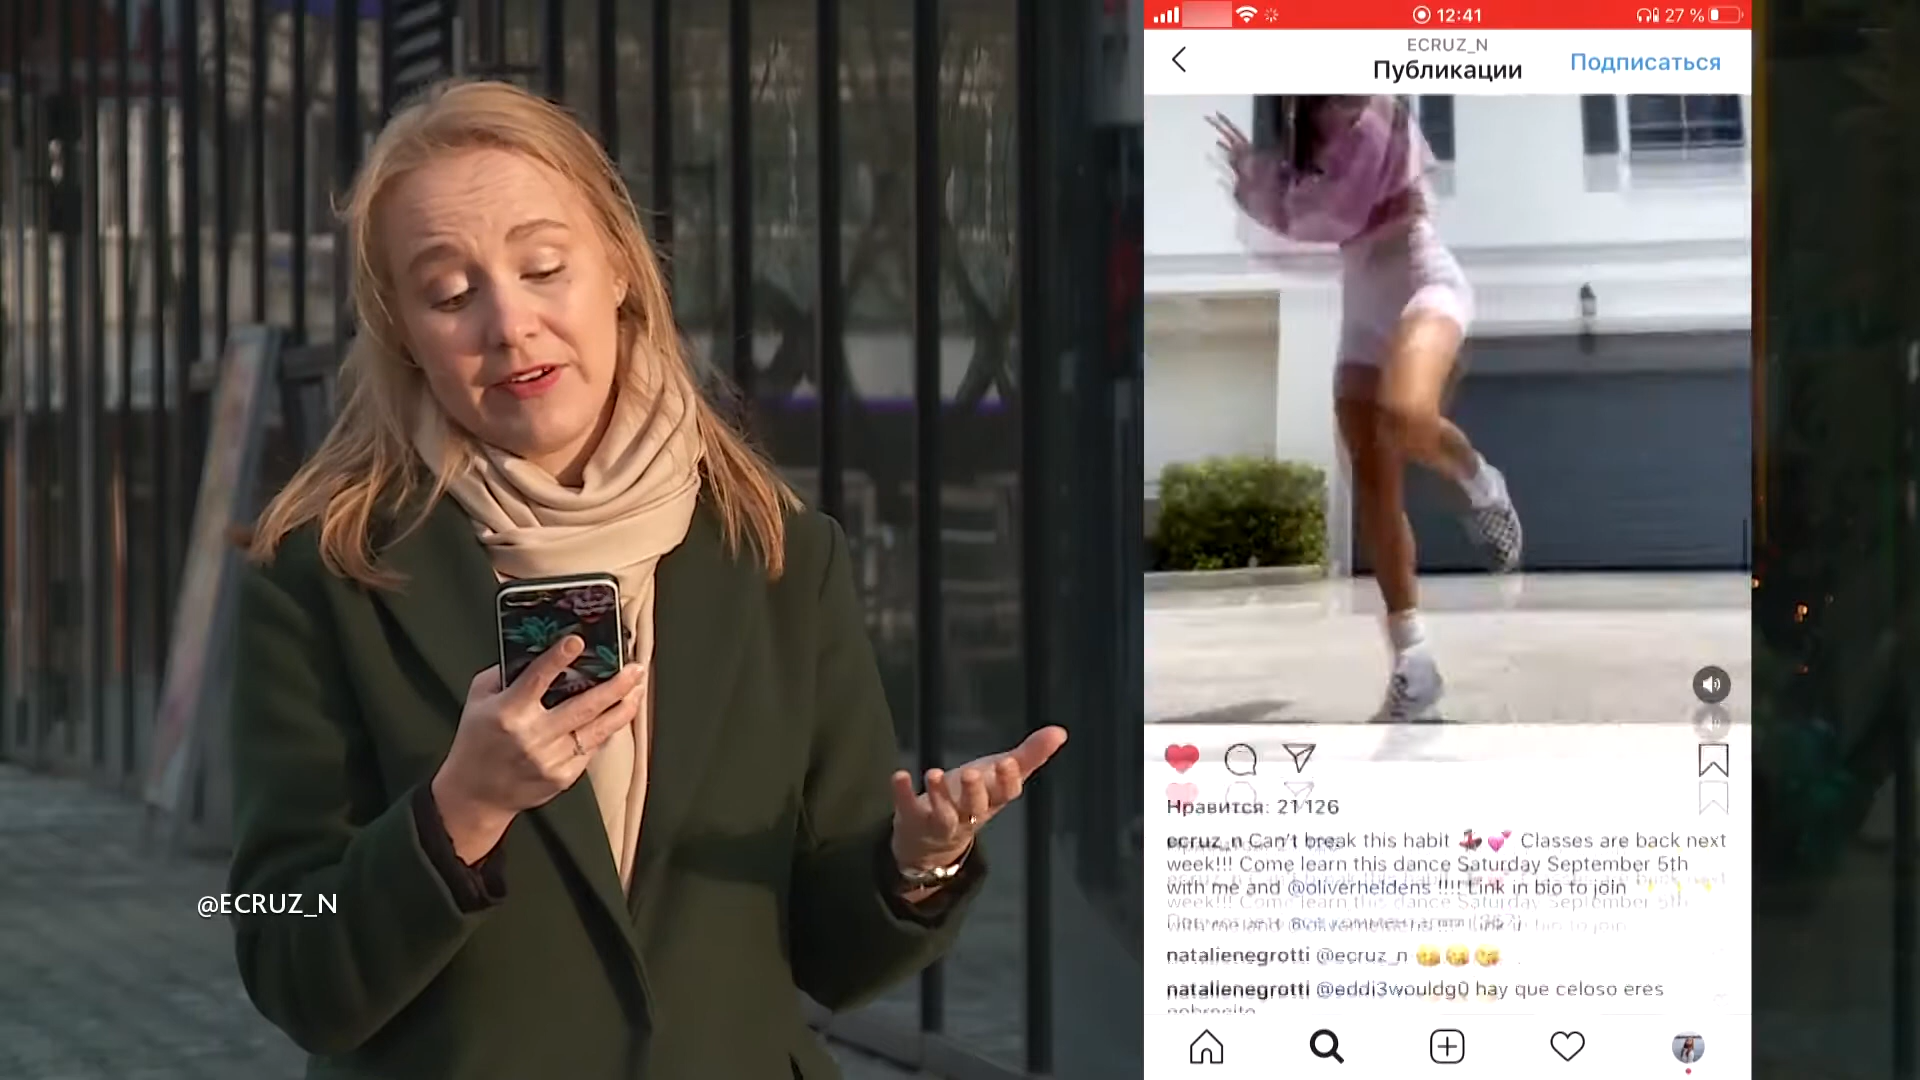 12:41
27 %
ECRUZ_N
Публикации
Подписаться
Нравится: 21 126
ecruz_n Can't break this habit 💃💕 Classes are back next
week!!! Come learn this dance Saturday September 5th
with me and @oliverheldens !!!! Link in bio to join
natalienegrotti @ecruz_n
natalienegrotti @eddi3wouldg0 hay que celoso eres
pobrecito
@ECRUZ_N